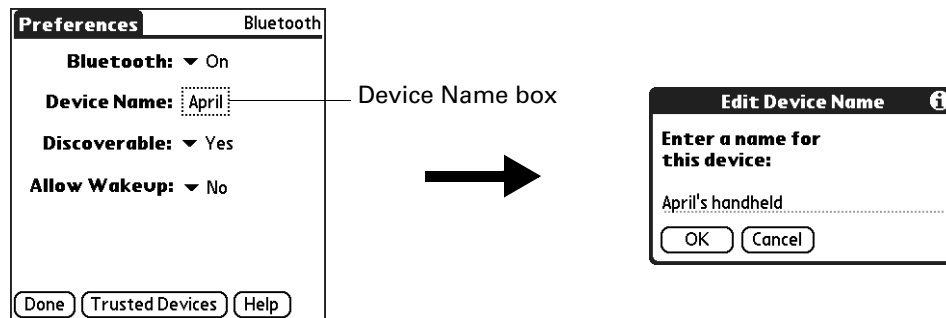 Preferences Bluetooth
Bluetooth: On
Device Name: April
Discoverable: Yes
Allow Wakeup: No
Done Trusted Devices Help
Device Name box
Edit Device Name i
Enter a name for
this device:
April's handheld
OK Cancel